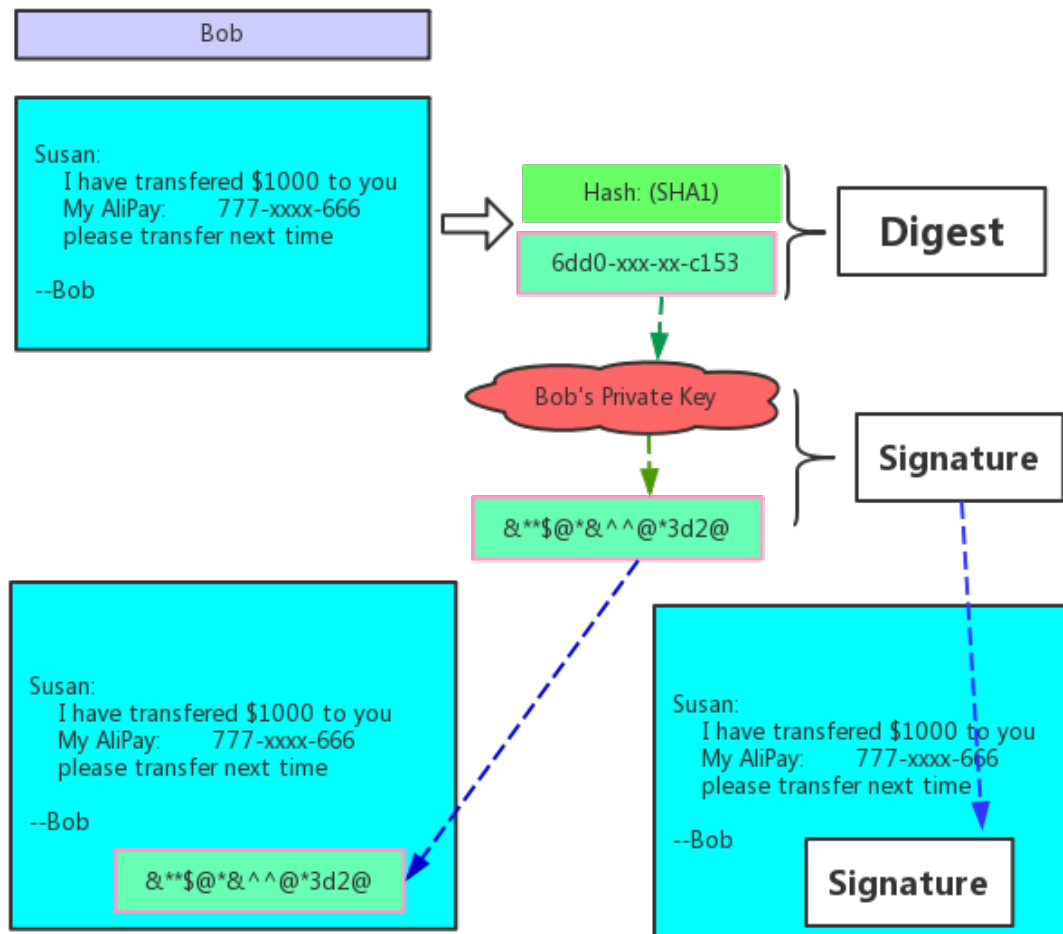 Bob
Susan:
I have transfered $1000 to you
My AliPay: 777-xxxx-666
please transfer next time
--Bob
Hash: (SHA1)
6dd0-xxx-xx-c153
Digest
Bob's Private Key
Signature
&**$@*&^^@*3d2@
Susan:
I have transfered $1000 to you
My AliPay: 777-xxxx-666
please transfer next time
--Bob
&**$@*&^^@*3d2@
Susan:
I have transfered $1000 to you
My AliPay: 777-xxxx-666
please transfer next time
--Bob
Signature